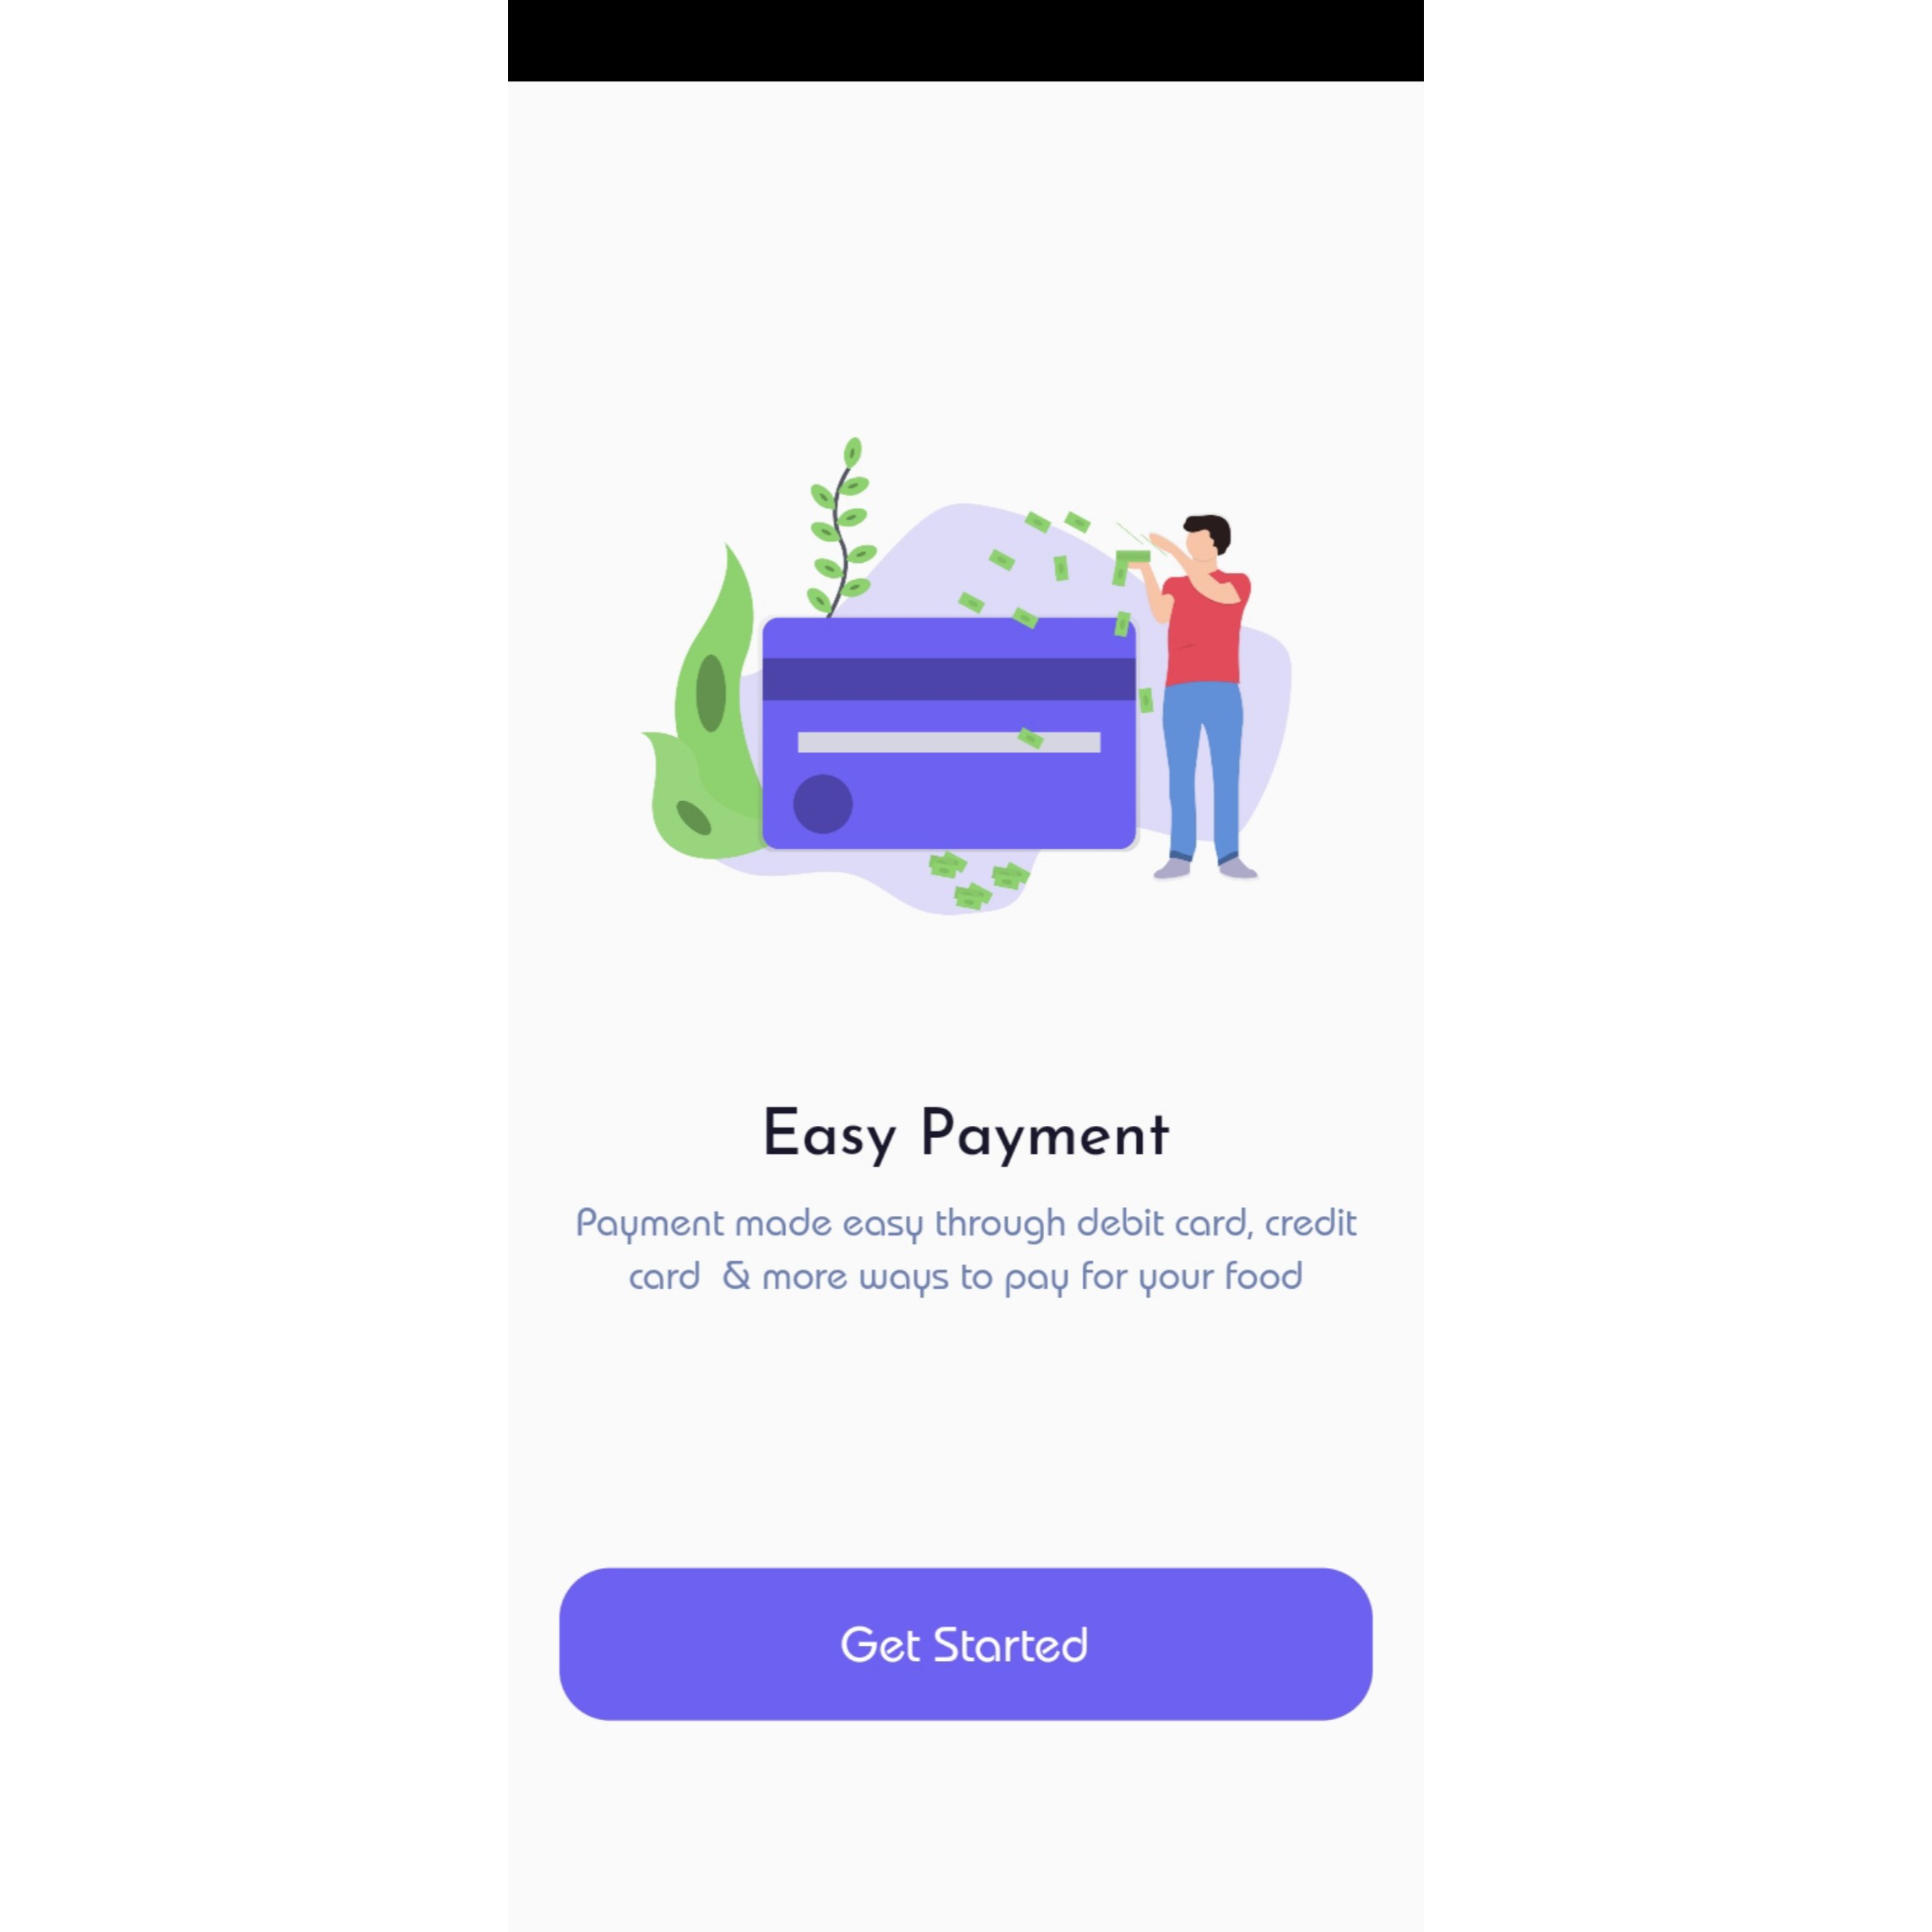 Easy Payment
Payment made easy through debit card, credit
card  & more ways to pay for your food
Get Started